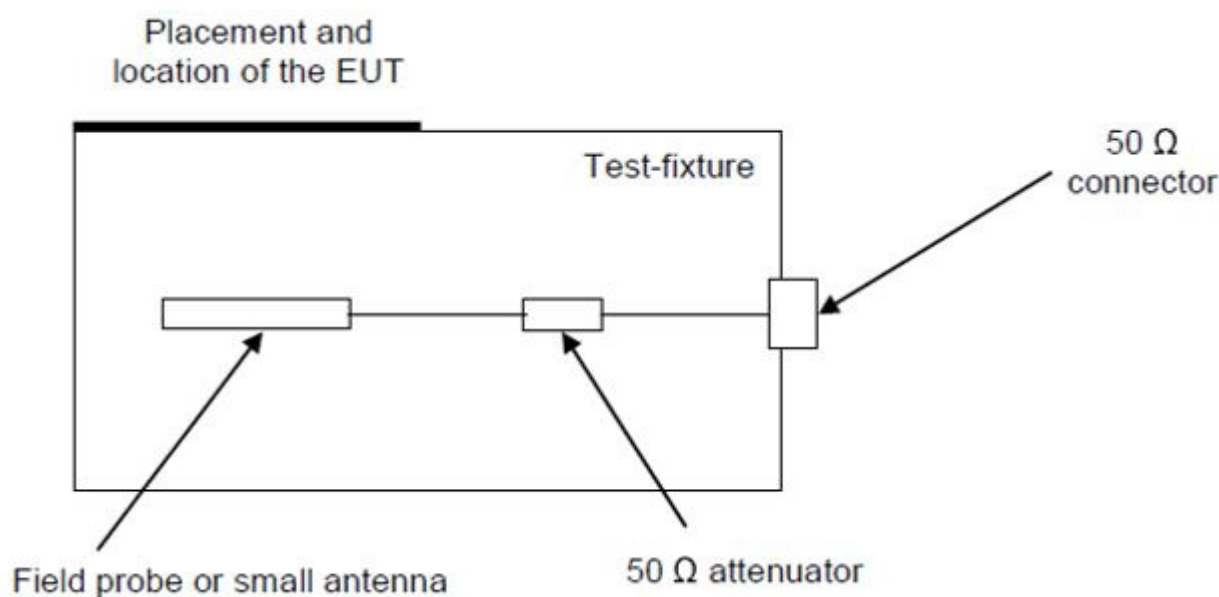 Placement and
location of the EUT
Test-fixture
50 Ω
connector
Field probe or small antenna
50 Ω attenuator